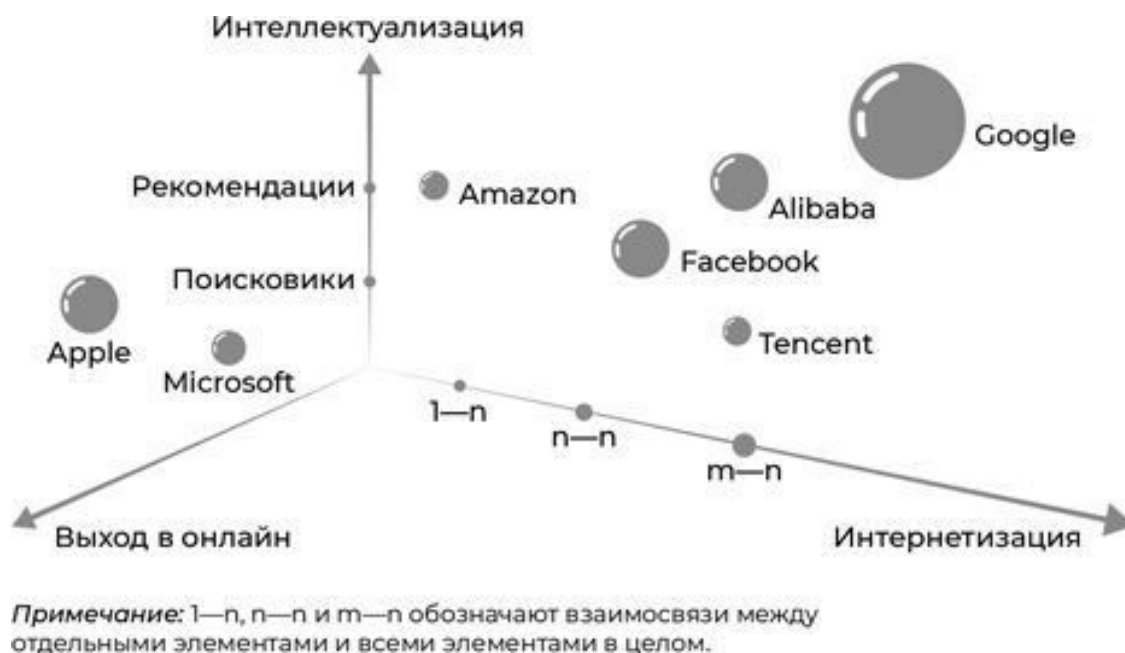 Интеллектуализация
Google
Рекомендации
Amazon
Alibaba
Facebook
Поисковики
Apple
Microsoft
Tencent
1—n
n—n
m—n
Выход в онлайн
Интернетизация
Примечание: 1—n, n—n и m—n обозначают взаимосвязи между
отдельными элементами и всеми элементами в целом.